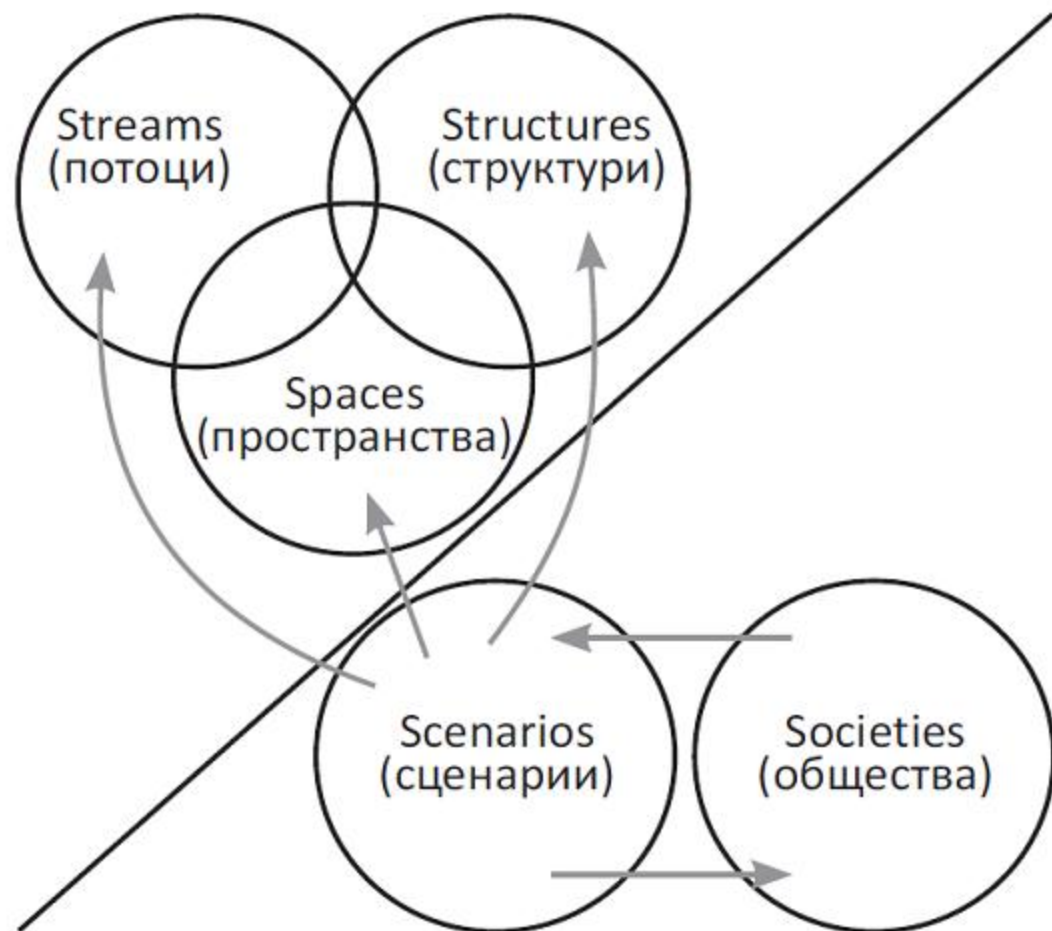 Streams
(потоци)
Structures
(структури)
Spaces
(пространства)
Scenarios
(сценарии)
Societies
(общества)